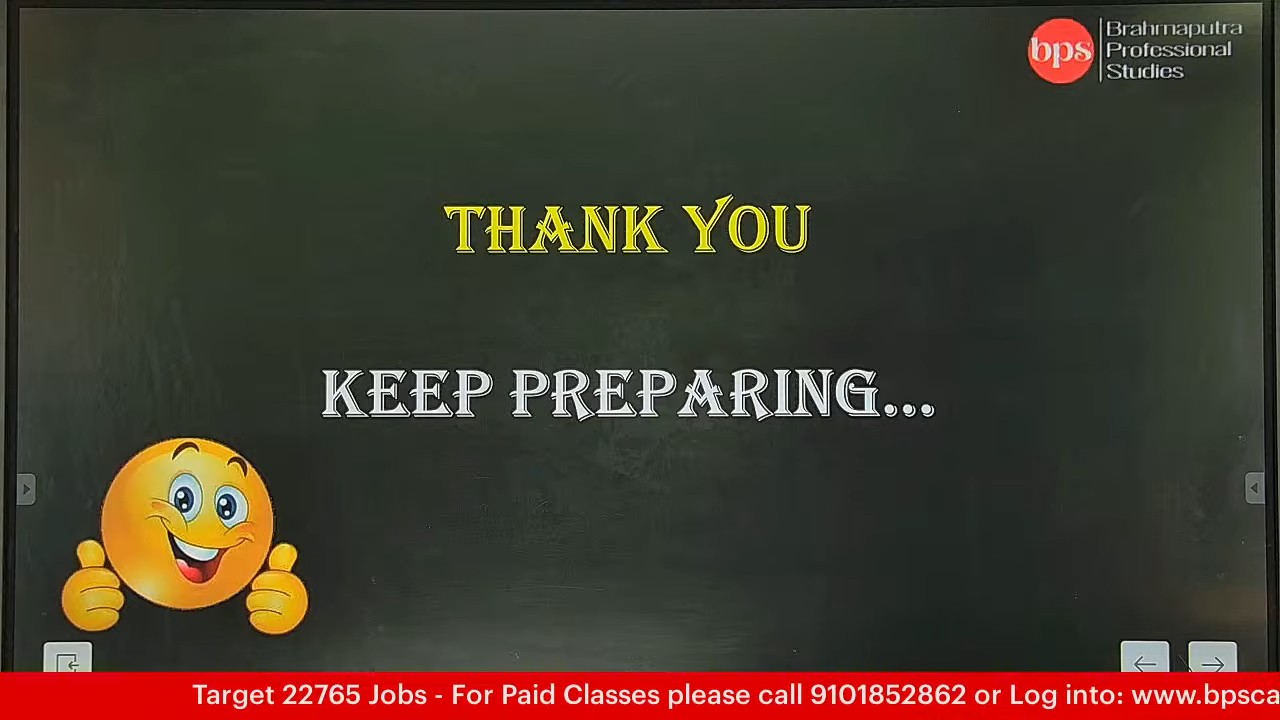 bps
Brahmaputra
Professional
Studies
THANK YOU
KEEP PREPARING...
Target 22765 Jobs - For Paid Classes please call 9101852862 or Log into: www.bpsca